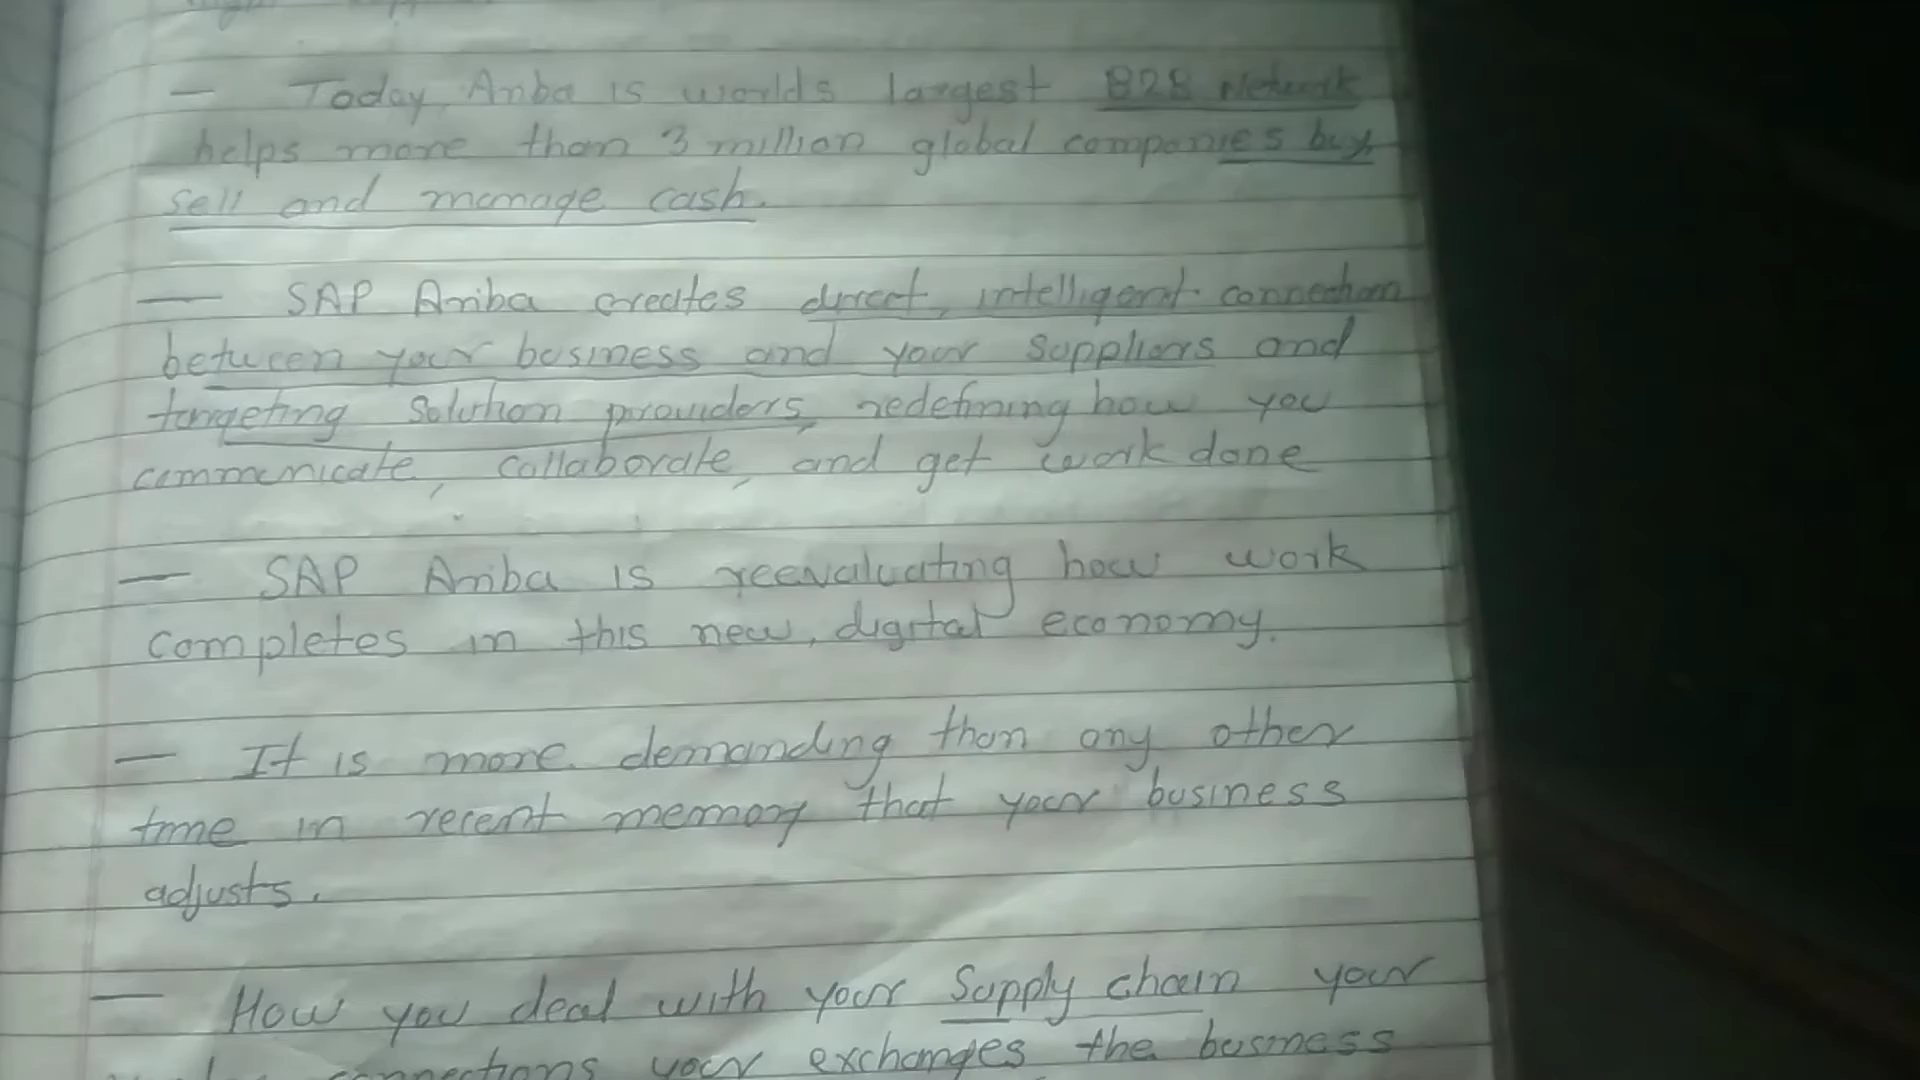 — Today, Ariba is worlds largest B2B Network
helps more than 3 million global companies buy,
sell and manage cash.
— SAP Ariba creates direct, intelligent connection
between your business and your suppliers and
targeting solution providers, redefining how you
communicate, collaborate, and get work done
— SAP Ariba is reevaluating how work
completes in this new, digital economy.
— It is more demanding than any other
time in recent memory that your business
adjusts.
— How you deal with your Supply chain your
connections your exchanges the business